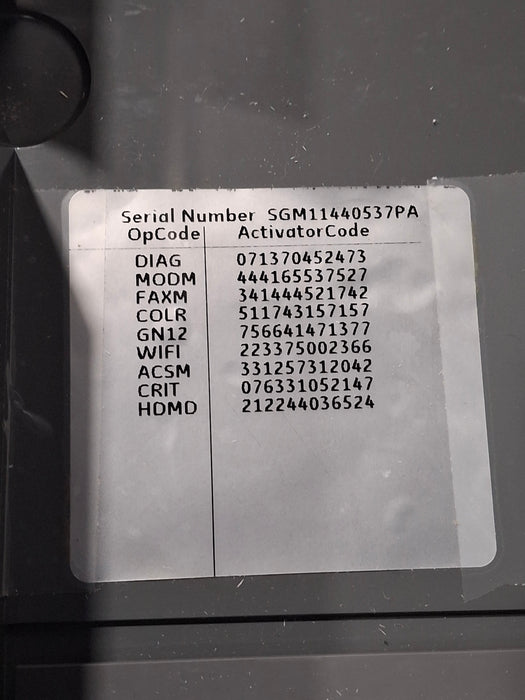 Serial Number SGM11440537PA
OpCode ActivatorCode
DIAG 071370452473
MODM 444165537527
FAXM 341444521742
COLR 511743157157
GN12 756641471377
WIFI 223375002366
ACSM 331257312042
CRIT 076331052147
HDMD 212244036524